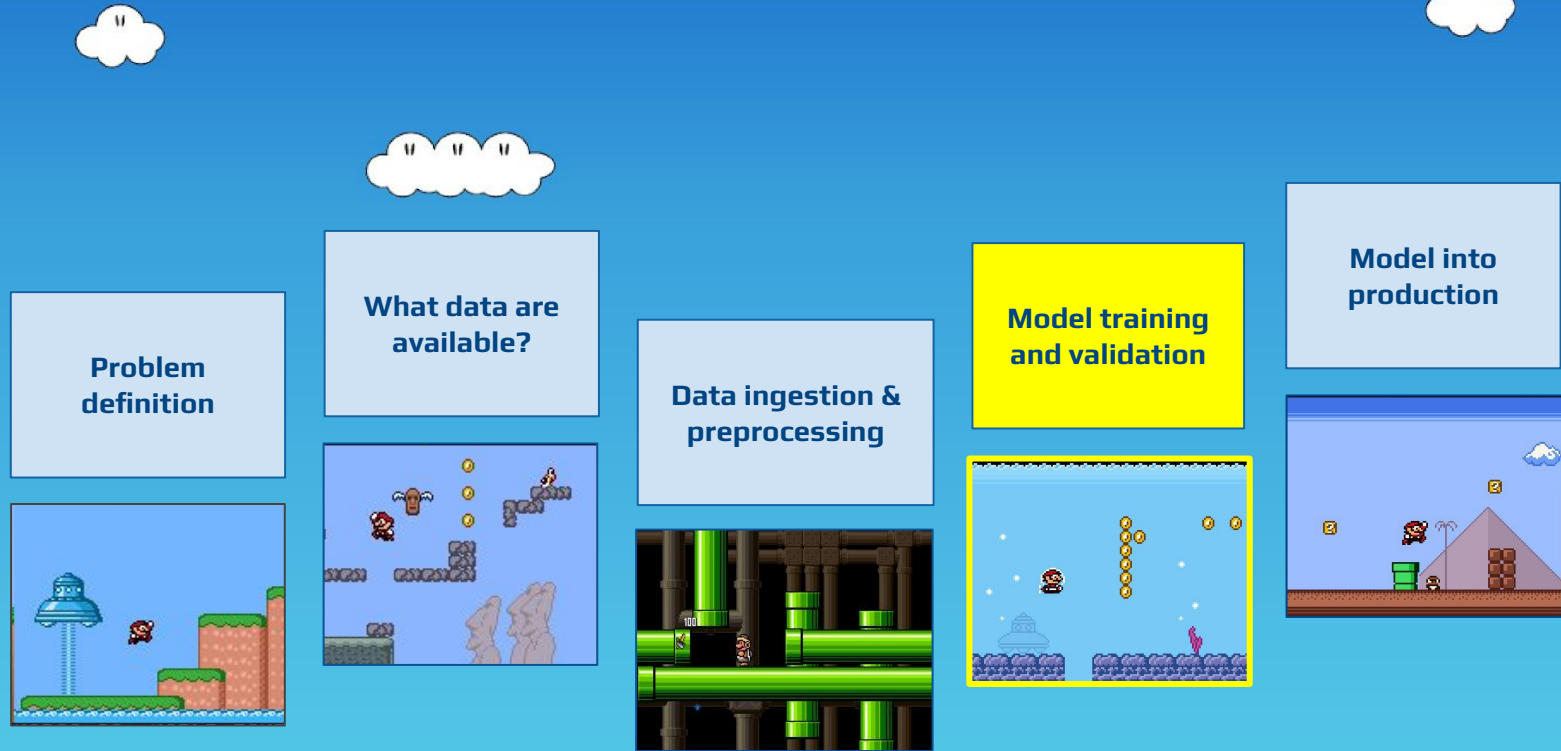 Problem
definition
What data are
available?
Data ingestion &
preprocessing
100
Model training
and validation
Model into
production
?
?